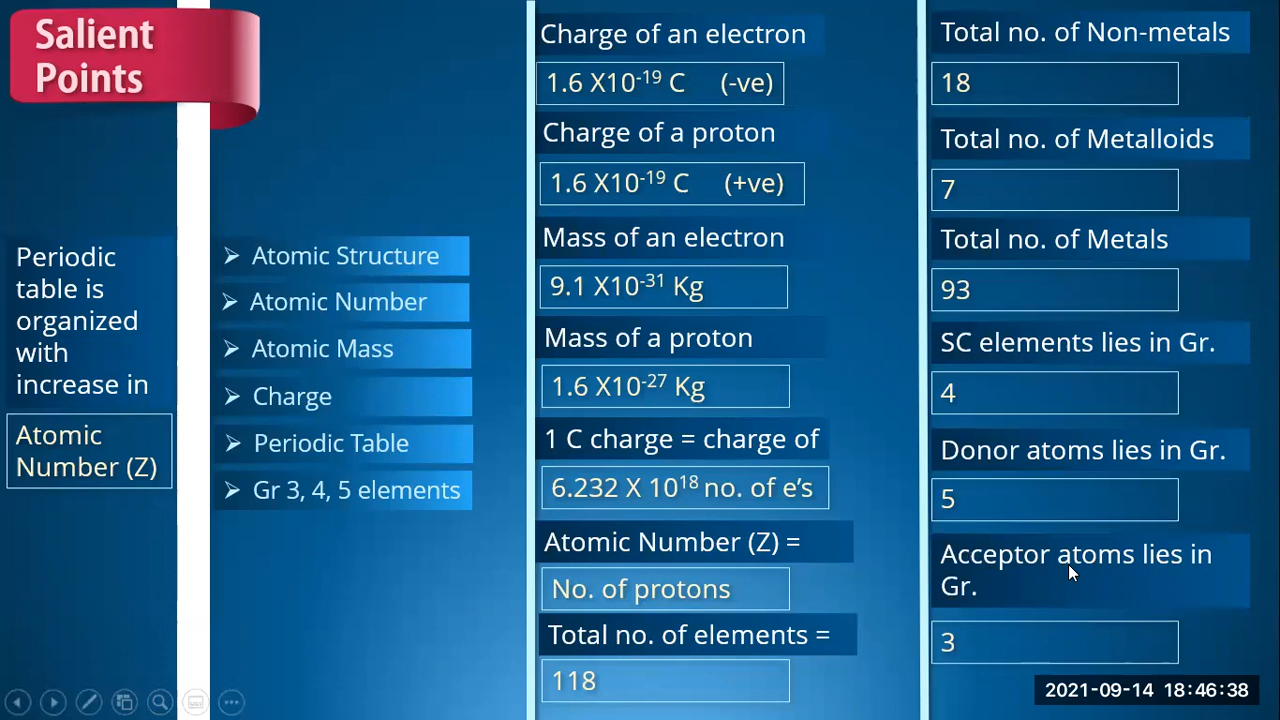 Salient
Points
Periodic
table is
organized
with
increase in
Atomic
Number (Z)
➢ Atomic Structure
➢ Atomic Number
➢ Atomic Mass
➢ Charge
➢ Periodic Table
➢ Gr 3, 4, 5 elements
Charge of an electron
1.6 X10⁻¹⁹ C (-ve)
Charge of a proton
1.6 X10⁻¹⁹ C (+ve)
Mass of an electron
9.1 X10⁻³¹ Kg
Mass of a proton
1.6 X10⁻²⁷ Kg
1 C charge = charge of
6.232 X 10¹⁸ no. of e’s
Atomic Number (Z) =
No. of protons
Total no. of elements =
118
Total no. of Non-metals
18
Total no. of Metalloids
7
Total no. of Metals
93
SC elements lies in Gr.
4
Donor atoms lies in Gr.
5
Acceptor atoms lies in
Gr.
3
2021-09-14 18:46:38